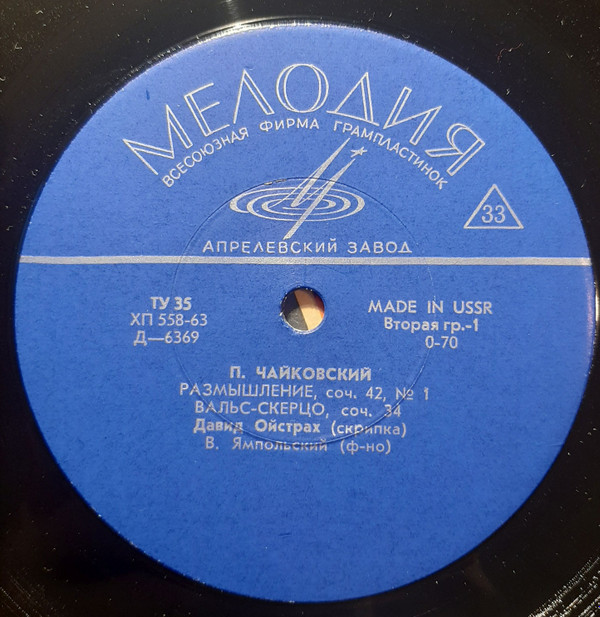 МЕЛОДИЯ
ВСЕСОЮЗНАЯ ФИРМА ГРАМПЛАСТИНОК
33
АПРЕЛЕВСКИЙ ЗАВОД
ТУ 35
ХП 558-63
Д—6369
MADE IN USSR
Вторая гр.-1
0-70
П. ЧАЙКОВСКИЙ
РАЗМЫШЛЕНИЕ, соч. 42, № 1
ВАЛЬС-СКЕРЦО, соч. 34
Давид Ойстрах (скрипка)
В. Ямпольский (ф-но)